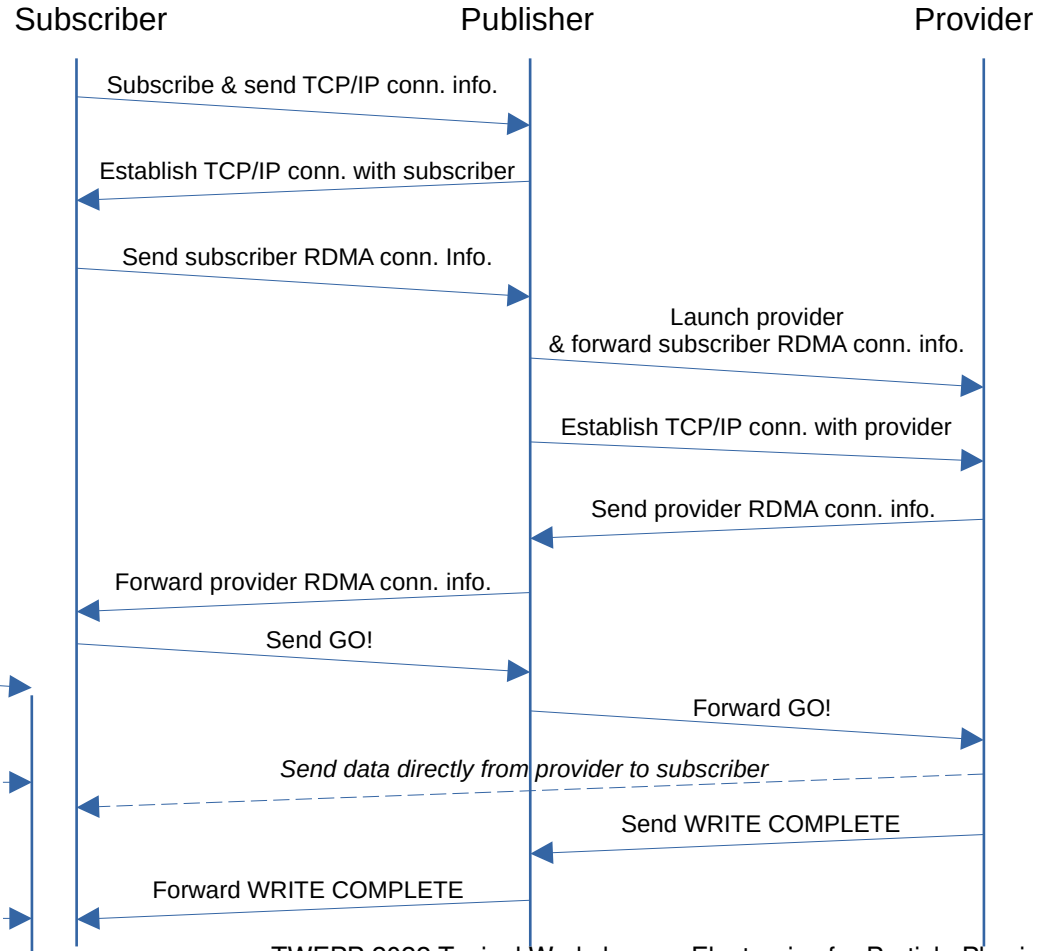 Subscriber Publisher Provider
Subscribe & send TCP/IP conn. info.
Establish TCP/IP conn. with subscriber
Send subscriber RDMA conn. Info.
Launch provider
& forward subscriber RDMA conn. info.
Establish TCP/IP conn. with provider
Send provider RDMA conn. info.
Forward provider RDMA conn. info.
Send GO!
Forward GO!
Send data directly from provider to subscriber
Send WRITE COMPLETE
Forward WRITE COMPLETE